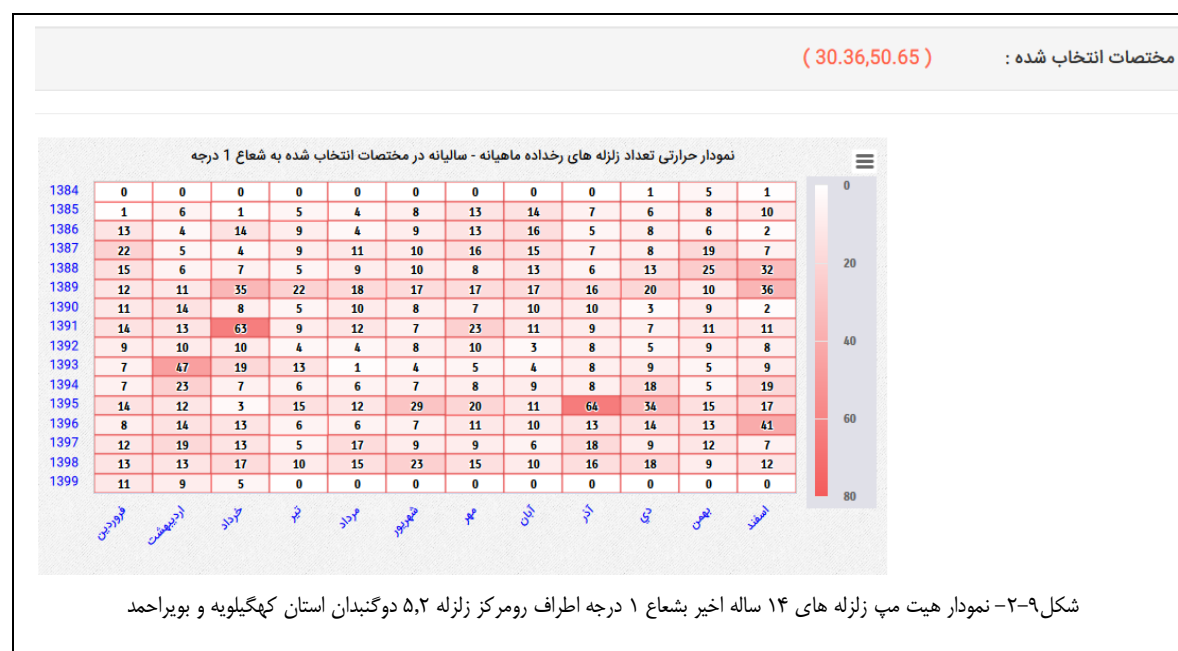 مختصات انتخاب شده : ( 30.36,50.65 )
نمودار حرارتی تعداد زلزله های رخداده ماهیانه - سالیانه در مختصات انتخاب شده به شعاع 1 درجه
1384 0 0 0 0 0 0 0 0 0 1 5 1
1385 1 6 1 5 4 8 13 14 7 6 8 10
1386 13 4 14 9 4 9 13 16 5 8 6 2
1387 22 5 4 9 11 10 16 15 7 8 19 7
1388 15 6 7 5 9 10 8 13 6 13 25 32
1389 12 11 35 22 18 17 17 17 16 20 10 36
1390 11 14 8 5 10 8 7 10 10 3 9 2
1391 14 13 63 9 12 7 23 11 9 7 11 11
1392 9 10 10 4 4 8 10 3 8 5 9 8
1393 7 47 19 13 1 4 5 4 8 9 5 9
1394 7 23 7 6 6 7 8 9 8 18 5 19
1395 14 12 3 15 12 29 20 11 64 34 15 17
1396 8 14 13 6 6 7 11 10 13 14 13 41
1397 12 19 13 5 17 9 9 6 18 9 12 7
1398 13 13 17 10 15 23 15 10 16 18 9 12
1399 11 9 5 0 0 0 0 0 0 0 0 0
فروردین اردیبهشت خرداد تیر مرداد شهریور مهر آبان آذر دي بهمن اسفند
0
20
40
60
80
شکل۹-۲- نمودار هیت مپ زلزله های ۱۴ ساله اخیر بشعاع ۱ درجه اطراف رومرکز زلزله ۵,۲ دوگنبدان استان کهگیلویه و بویراحمد